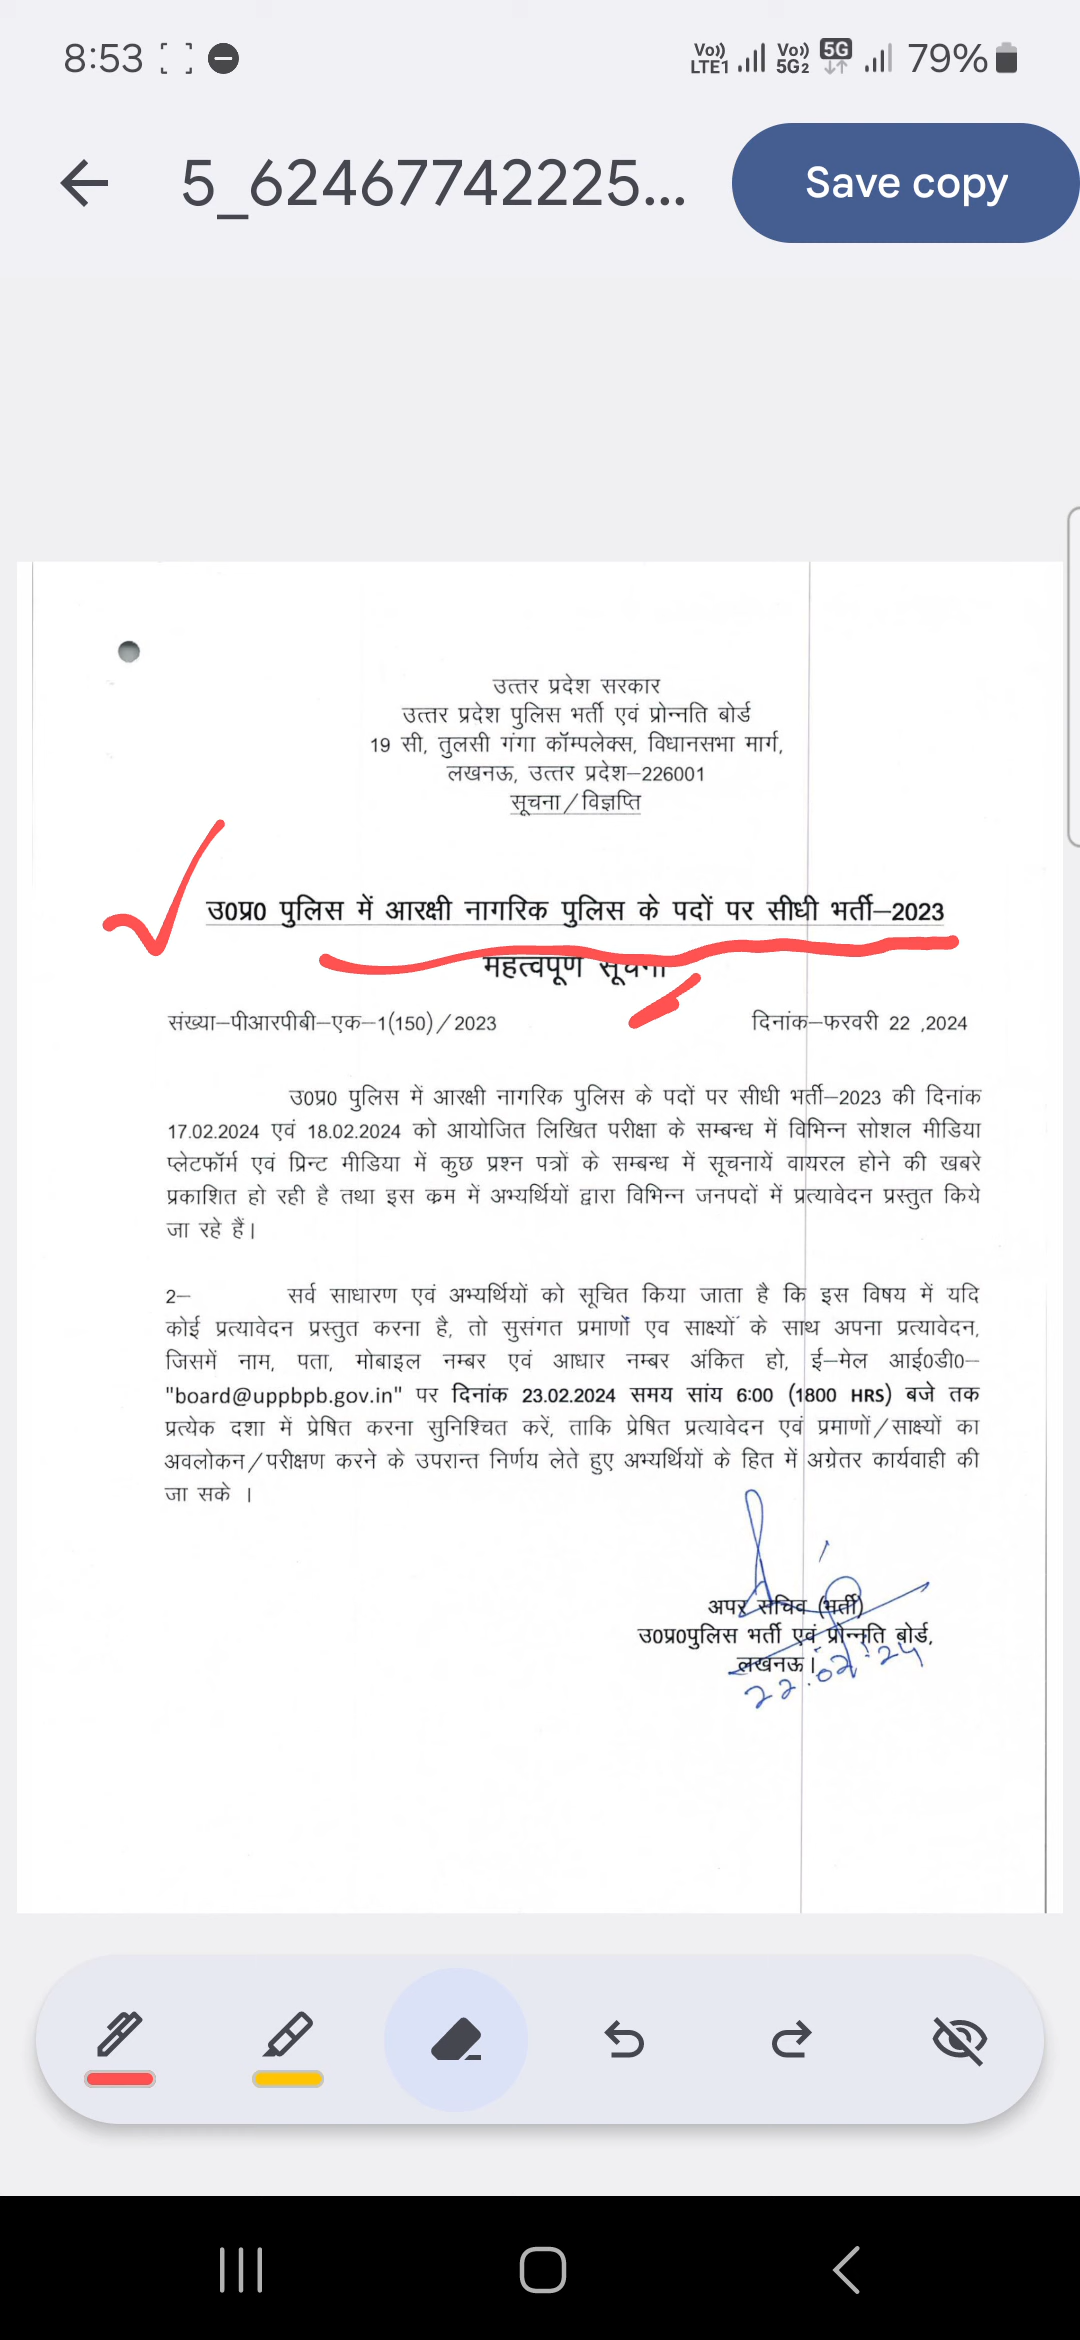 8:53
Vo)) LTE1 Vo)) 5G2 5G 79%
5_62467742225...
Save copy
उत्तर प्रदेश सरकार
उत्तर प्रदेश पुलिस भर्ती एवं प्रोन्नति बोर्ड
19 सी, तुलसी गंगा कॉम्पलेक्स, विधानसभा मार्ग,
लखनऊ, उत्तर प्रदेश–226001
सूचना/विज्ञप्ति
उ0प्र0 पुलिस में आरक्षी नागरिक पुलिस के पदों पर सीधी भर्ती–2023
महत्वपूर्ण सूचना
संख्या–पीआरपीबी–एक–1(150)/2023 दिनांक–फरवरी 22 ,2024
उ0प्र0 पुलिस में आरक्षी नागरिक पुलिस के पदों पर सीधी भर्ती–2023 की दिनांक
17.02.2024 एवं 18.02.2024 को आयोजित लिखित परीक्षा के सम्बन्ध में विभिन्न सोशल मीडिया
प्लेटफॉर्म एवं प्रिन्ट मीडिया में कुछ प्रश्न पत्रों के सम्बन्ध में सूचनायें वायरल होने की खबरे
प्रकाशित हो रही है तथा इस क्रम में अभ्यर्थियों द्वारा विभिन्न जनपदों में प्रत्यावेदन प्रस्तुत किये
जा रहे हैं।
2– सर्व साधारण एवं अभ्यर्थियों को सूचित किया जाता है कि इस विषय में यदि
कोई प्रत्यावेदन प्रस्तुत करना है, तो सुसंगत प्रमाणों एव साक्ष्यों के साथ अपना प्रत्यावेदन,
जिसमें नाम, पता, मोबाइल नम्बर एवं आधार नम्बर अंकित हो, ई–मेल आई0डी0–
"board@uppbpb.gov.in" पर दिनांक 23.02.2024 समय सांय 6:00 (1800 HRS) बजे तक
प्रत्येक दशा में प्रेषित करना सुनिश्चित करें, ताकि प्रेषित प्रत्यावेदन एवं प्रमाणों/साक्ष्यों का
अवलोकन/परीक्षण करने के उपरान्त निर्णय लेते हुए अभ्यर्थियों के हित में अग्रेतर कार्यवाही की
जा सके ।
अपर सचिव (भर्ती)
उ0प्र0पुलिस भर्ती एवं प्रोन्नति बोर्ड,
लखनऊ।
22.02.24